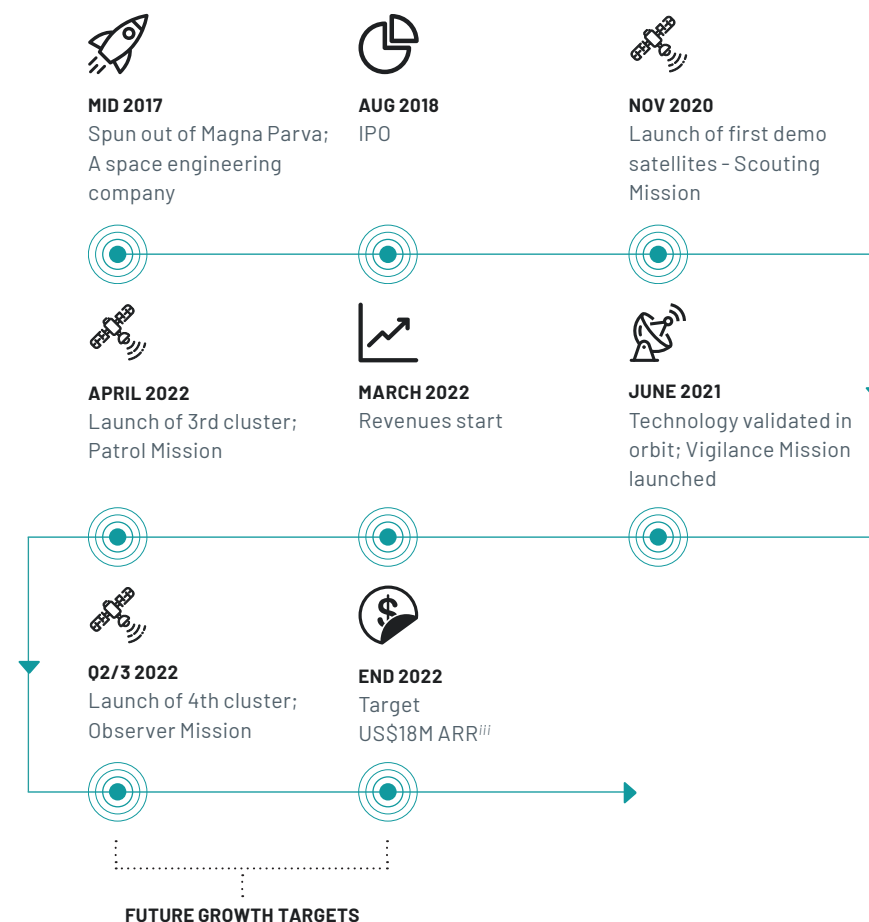 MID 2017
Spun out of Magna Parva;
A space engineering
company
AUG 2018
IPO
NOV 2020
Launch of first demo
satellites - Scouting
Mission
APRIL 2022
Launch of 3rd cluster;
Patrol Mission
MARCH 2022
Revenues start
JUNE 2021
Technology validated in
orbit; Vigilance Mission
launched
Q2/3 2022
Launch of 4th cluster;
Observer Mission
END 2022
Target
US$18M ARRiii
FUTURE GROWTH TARGETS